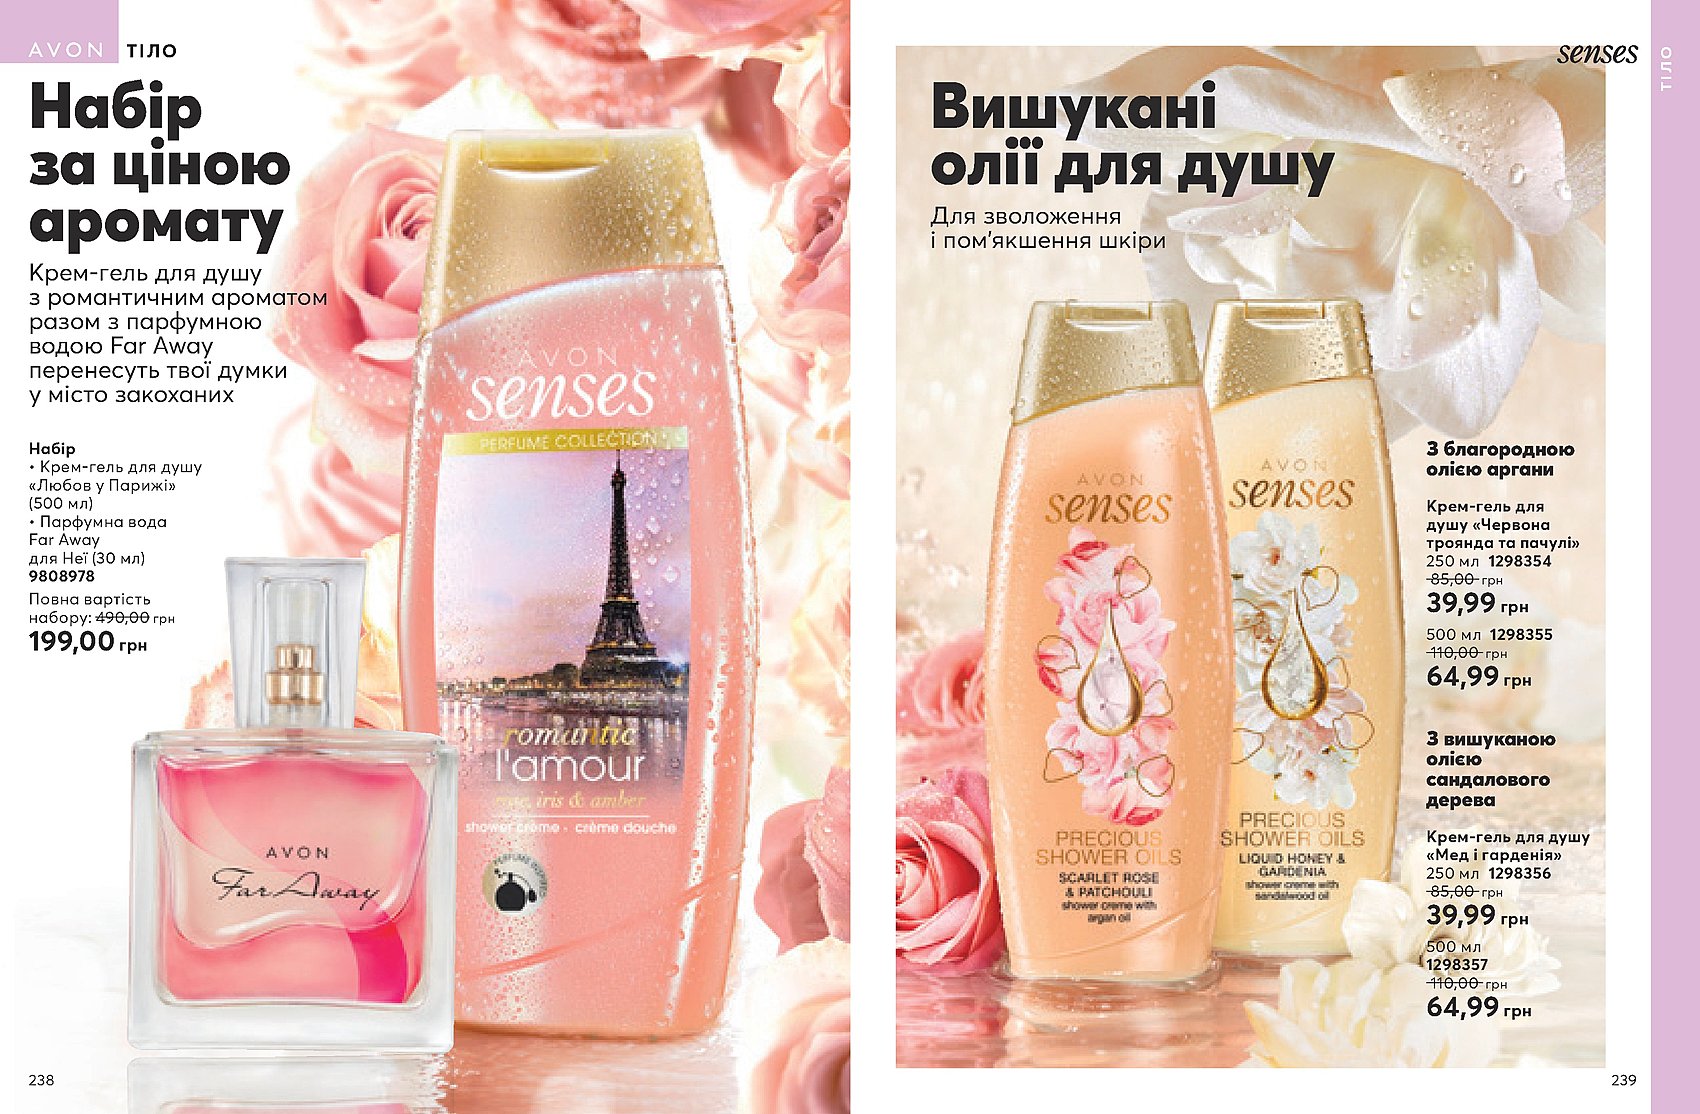 AVON ТІЛО
Набір
за ціною
аромату
Крем-гель для душу
з романтичним ароматом
разом з парфумною
водою Far Away
перенесуть твої думки
у місто закоханих
Набір
• Крем-гель для душу
«Любов у Парижі»
(500 мл)
• Парфумна вода
Far Away
для Неї (30 мл)
9808978
Повна вартість
набору: 490,00 грн
199,00 грн
AVON
Far Away
AVON
senses
PERFUME COLLECTION
romantic
l'amour
rose, iris & amber
shower crème - crème douche
PERFUME INSPIRED
238
senses
ТІЛО
Вишукані
олії для душу
Для зволоження
і пом'якшення шкіри
AVON
senses
PRECIOUS
SHOWER OILS
SCARLET ROSE
& PATCHOULI
shower creme with
argan oil
AVON
senses
PRECIOUS
SHOWER OILS
LIQUID HONEY &
GARDENIA
shower creme with
sandalwood oil
З благородною
олією аргани
Крем-гель для
душу «Червона
троянда та пачулі»
250 мл 1298354
85,00 грн
39,99 грн
500 мл 1298355
110,00 грн
64,99 грн
З вишуканою
олією
сандалового
дерева
Крем-гель для душу
«Мед і гарденія»
250 мл 1298356
85,00 грн
39,99 грн
500 мл
1298357
110,00 грн
64,99 грн
239